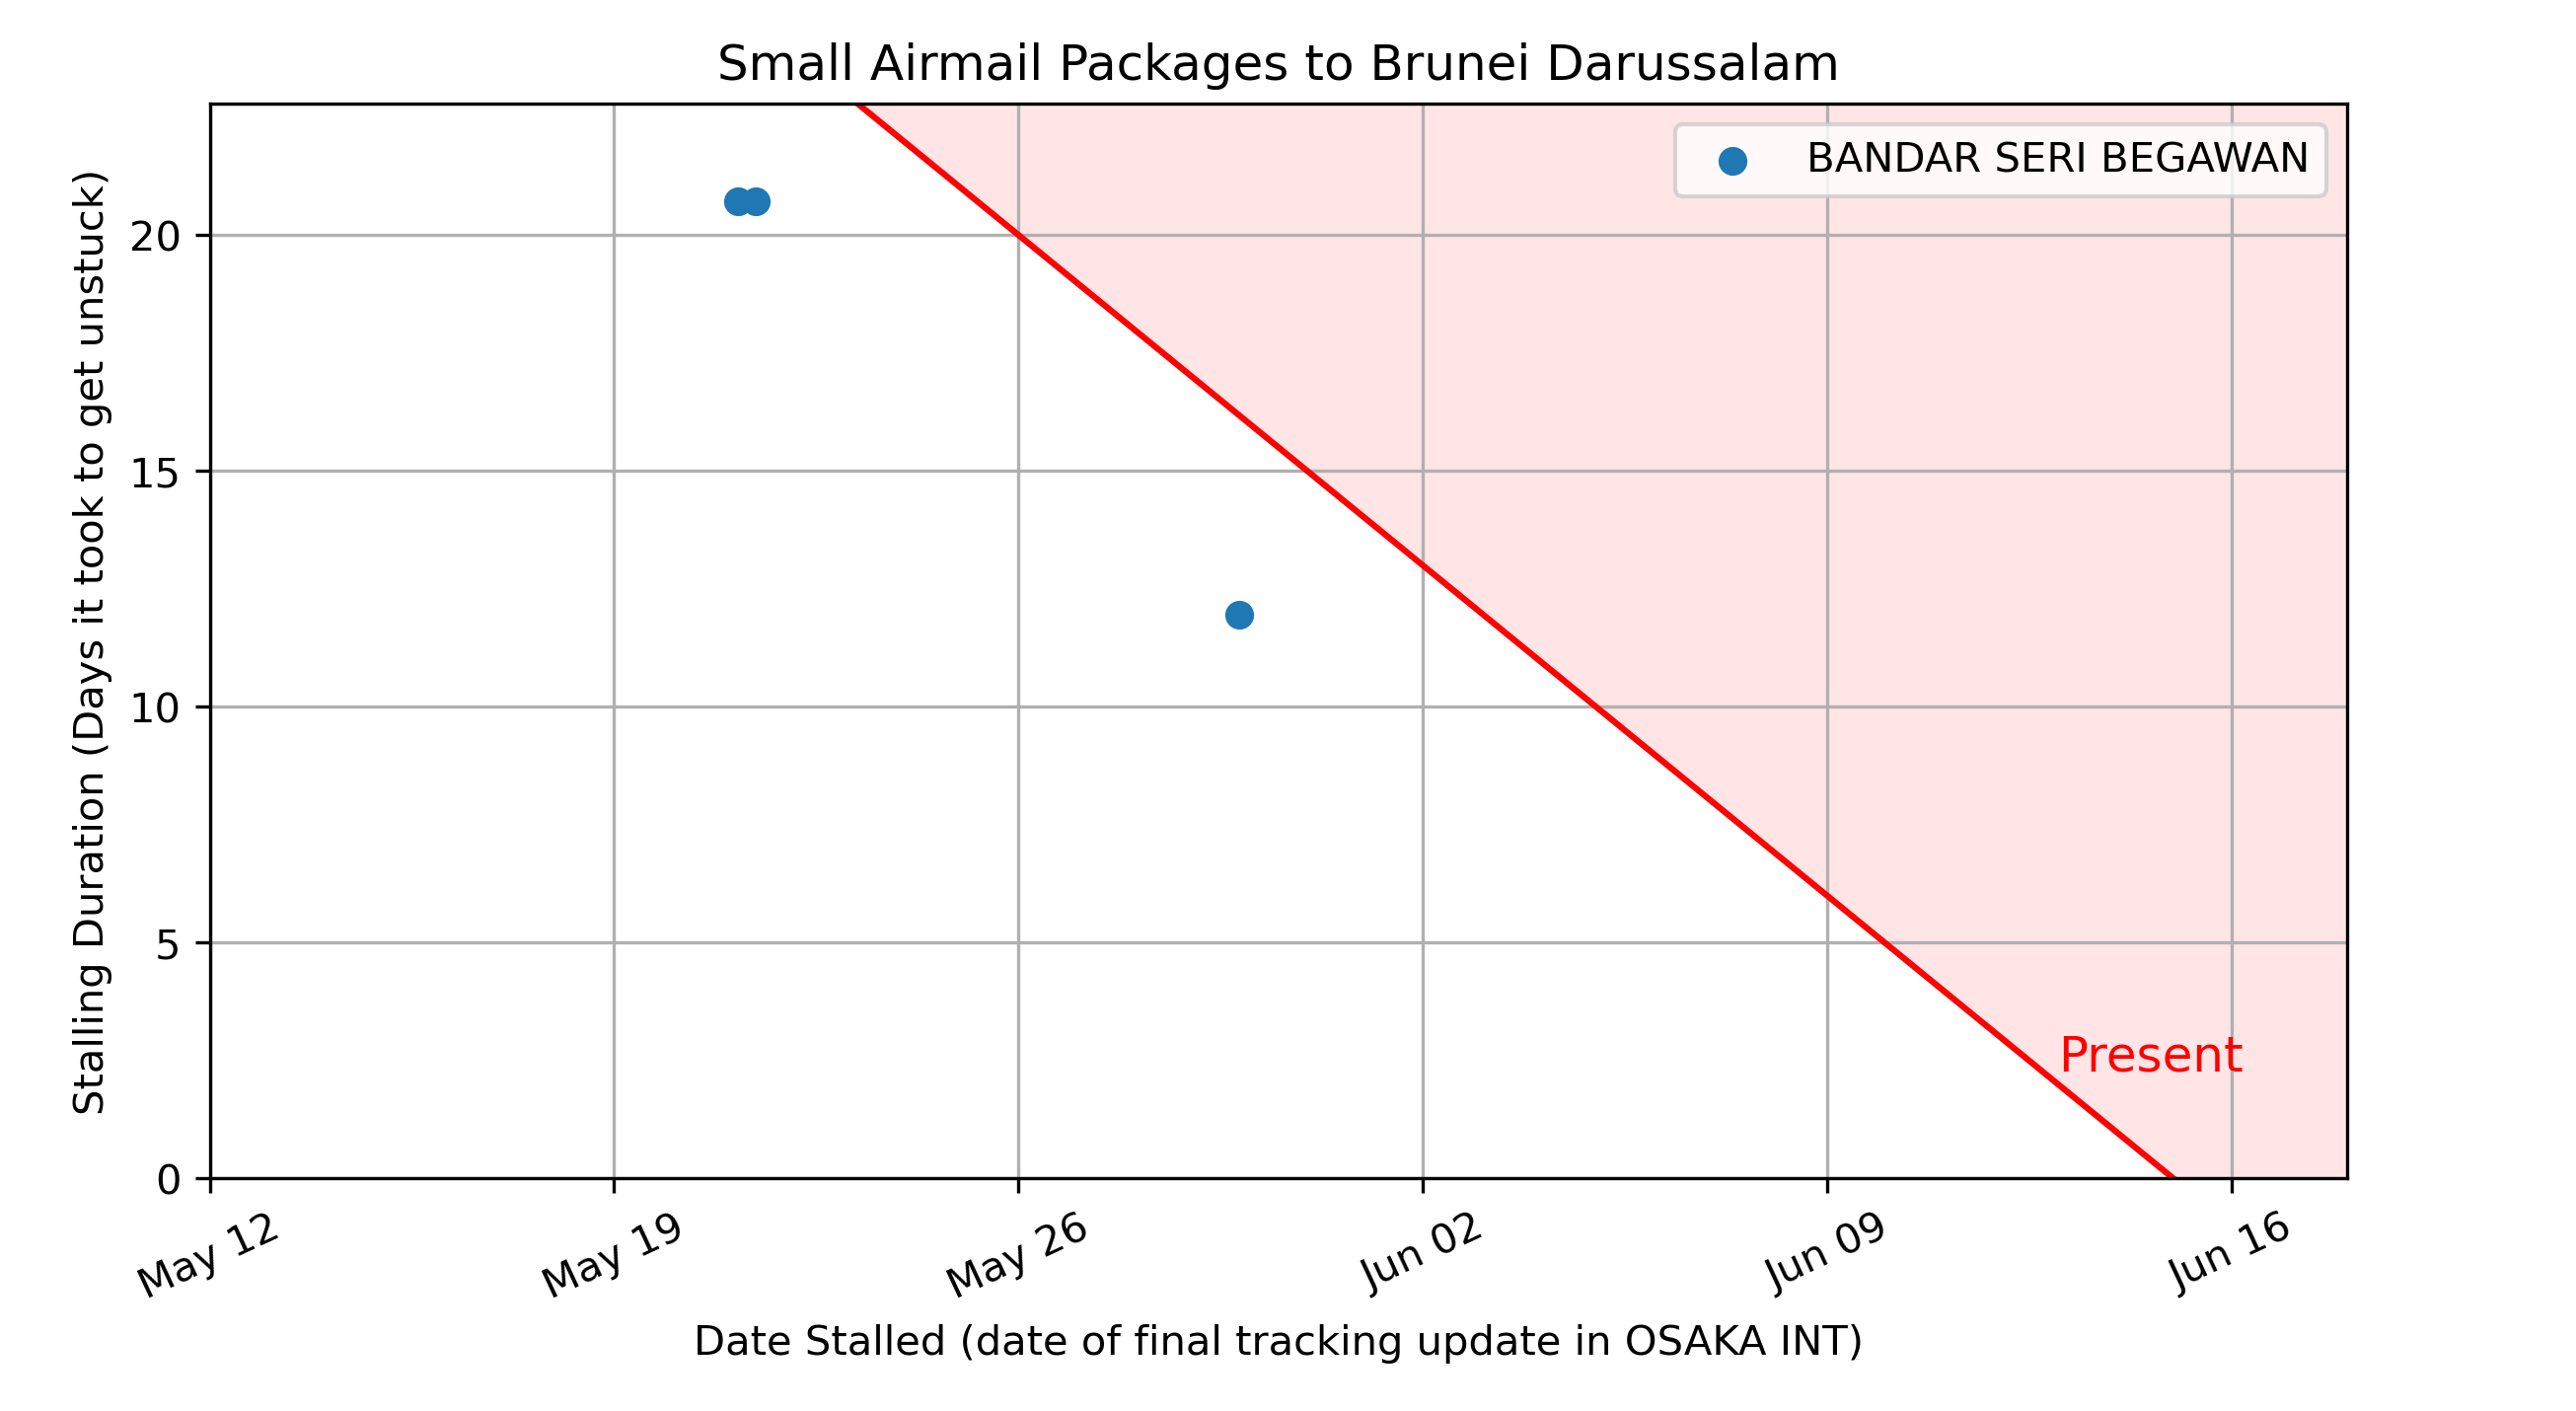 Small Airmail Packages to Brunei Darussalam
BANDAR SERI BEGAWAN
Stalling Duration (Days it took to get unstuck)
20
15
10
5
0
Present
May 12
May 19
May 26
Jun 02
Jun 09
Jun 16
Date Stalled (date of final tracking update in OSAKA INT)